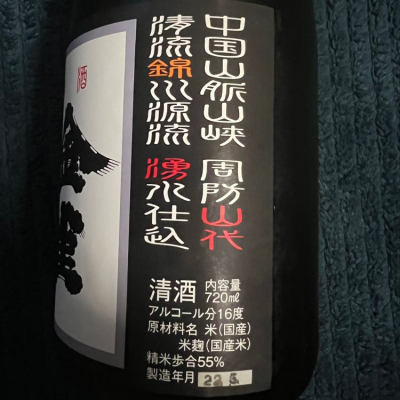 中国山脈山峡 周防山代
清流錦川源流 湧水仕込
酒
清酒 内容量 720ml
アルコール分16度
原材料名 米(国産)
米麹(国産米)
精米歩合55%
製造年月 22.5.